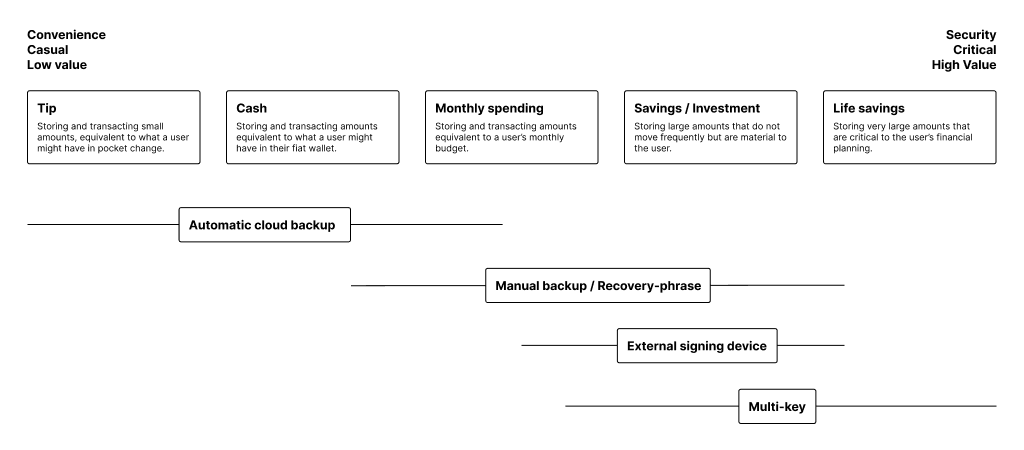 Convenience
Casual
Low value
Security
Critical
High Value
Tip
Storing and transacting small
amounts, equivalent to what a user
might have in pocket change.
Cash
Storing and transacting amounts
equivalent to what a user might
have in their fiat wallet.
Monthly spending
Storing and transacting amounts
equivalent to a user's monthly
budget.
Savings / Investment
Storing large amounts that do not
move frequently but are material to
the user.
Life savings
Storing very large amounts that
are critical to the user's financial
planning.
Automatic cloud backup
Manual backup / Recovery-phrase
External signing device
Multi-key